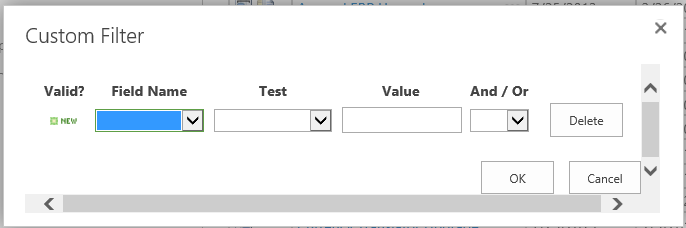 Custom Filter
Valid? Field Name Test Value And / Or
NEW Delete
OK Cancel